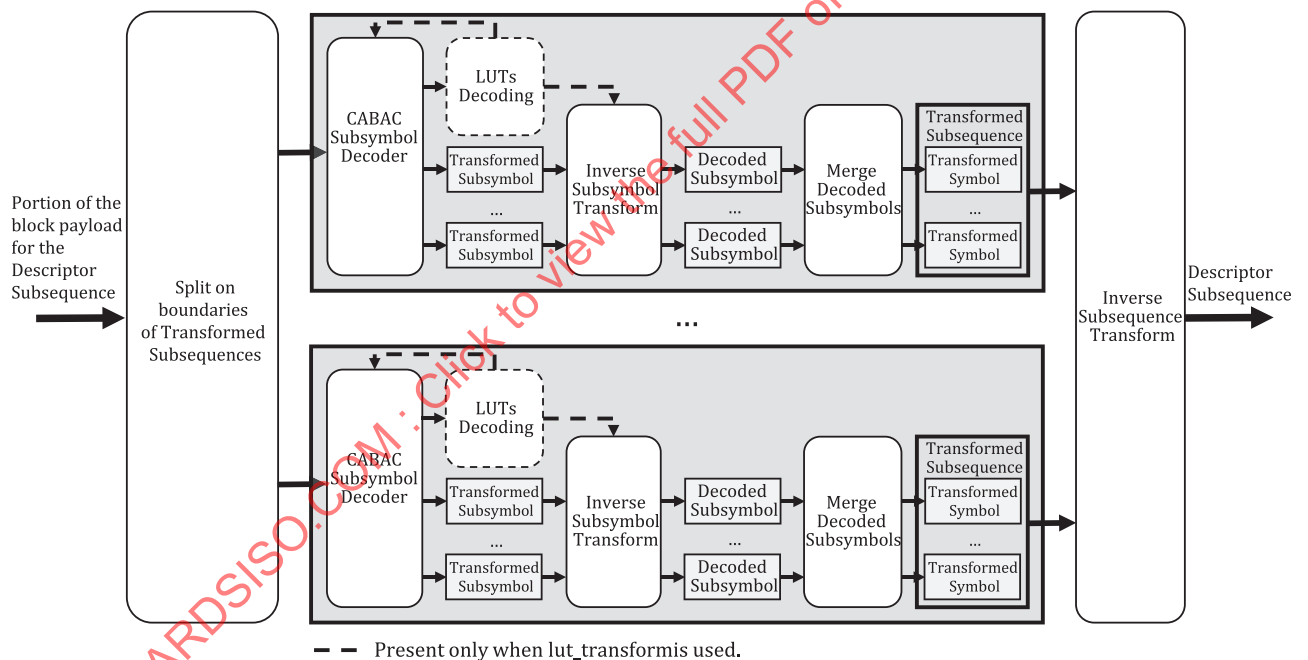 Portion of the
block payload
for the
Descriptor
Subsequence
Split on
boundaries
of Transformed
Subsequences
CABAC
Subsymbol
Decoder
LUTs
Decoding
Transformed
Subsymbol
...
Transformed
Subsymbol
Inverse
Subsymbol
Transform
Decoded
Subsymbol
...
Decoded
Subsymbol
Merge
Decoded
Subsymbols
Transformed
Subsequence
Transformed
Symbol
...
Transformed
Symbol
...
CABAC
Subsymbol
Decoder
LUTs
Decoding
Transformed
Subsymbol
...
Transformed
Subsymbol
Inverse
Subsymbol
Transform
Decoded
Subsymbol
...
Decoded
Subsymbol
Merge
Decoded
Subsymbols
Transformed
Subsequence
Transformed
Symbol
...
Transformed
Symbol
Inverse
Subsequence
Transform
Descriptor
Subsequence
Present only when lut_transformis used.
ARDSISO.COM : Click to view the full PDF of